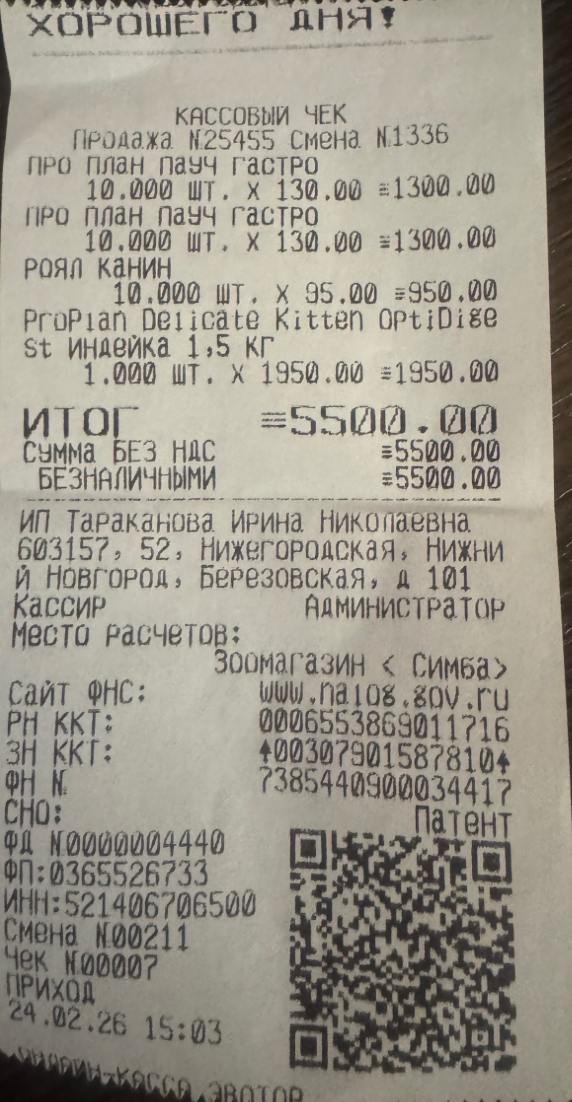 ХОРОШЕГО ДНЯ!
КАССОВЫЙ ЧЕК
Продажа N25455 Смена N1336
ПРО ПЛАН ПАУЧ ГАСТРО
10.000 ШТ. X 130.00 ≡1300.00
ПРО ПЛАН ПАУЧ ГАСТРО
10.000 ШТ. X 130.00 ≡1300.00
РОЯЛ КАНИН
10.000 ШТ. X 95.00 ≡950.00
ProPlan Delicate Kitten OptiDige
st индейка 1,5 КГ
1.000 ШТ. X 1950.00 ≡1950.00
ИТОГ ≡5500.00
СУММА БЕЗ НДС ≡5500.00
БЕЗНАЛИЧНЫМИ ≡5500.00
ИП Тараканова Ирина Николаевна
603157, 52, Нижегородская, Нижни
й Новгород, Березовская, д 101
Кассир Администратор
Место расчетов:
Зоомагазин < Симба>
Сайт ФНС: www.nalog.gov.ru
РН ККТ: 0006553869011716
ЗН ККТ: ↑00307901587810↑
ФН N 7385440900034417
СНО: Патент
ФД N0000004440
ФП:0365526733
ИНН:521406706500
Смена N00211
Чек N00007
ПРИХОД
24.02.26 15:03
ОНЛАЙН-КАССА ЭВОТОР